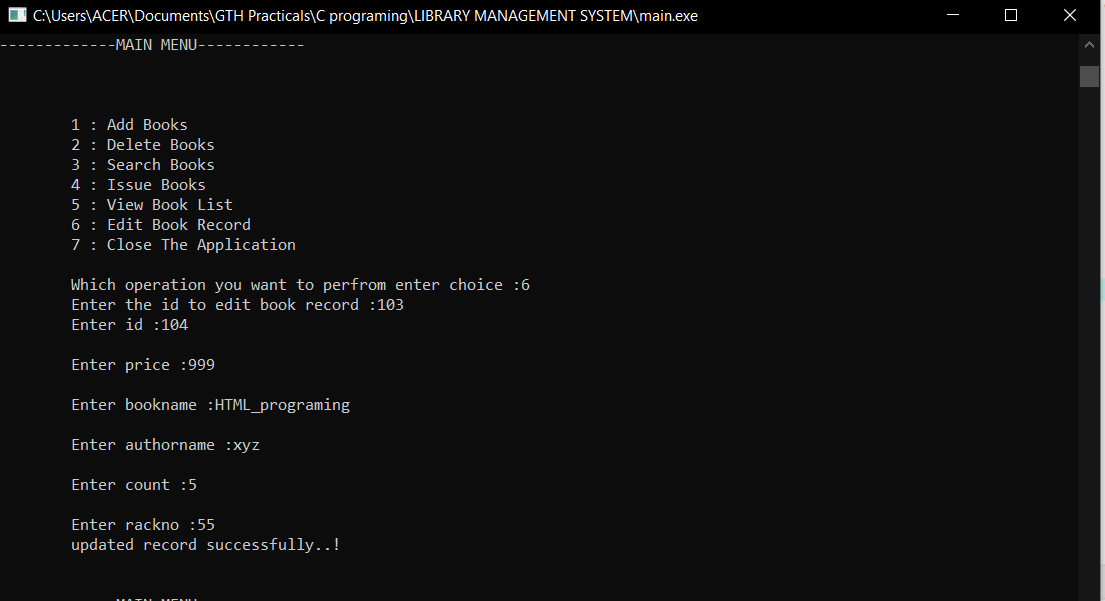 C:\Users\ACER\Documents\GTH Practicals\C programing\LIBRARY MANAGEMENT SYSTEM\main.exe
-------------MAIN MENU------------
1 : Add Books
2 : Delete Books
3 : Search Books
4 : Issue Books
5 : View Book List
6 : Edit Book Record
7 : Close The Application
Which operation you want to perfrom enter choice :6
Enter the id to edit book record :103
Enter id :104
Enter price :999
Enter bookname :HTML_programing
Enter authorname :xyz
Enter count :5
Enter rackno :55
updated record successfully..!
MAIN MENU